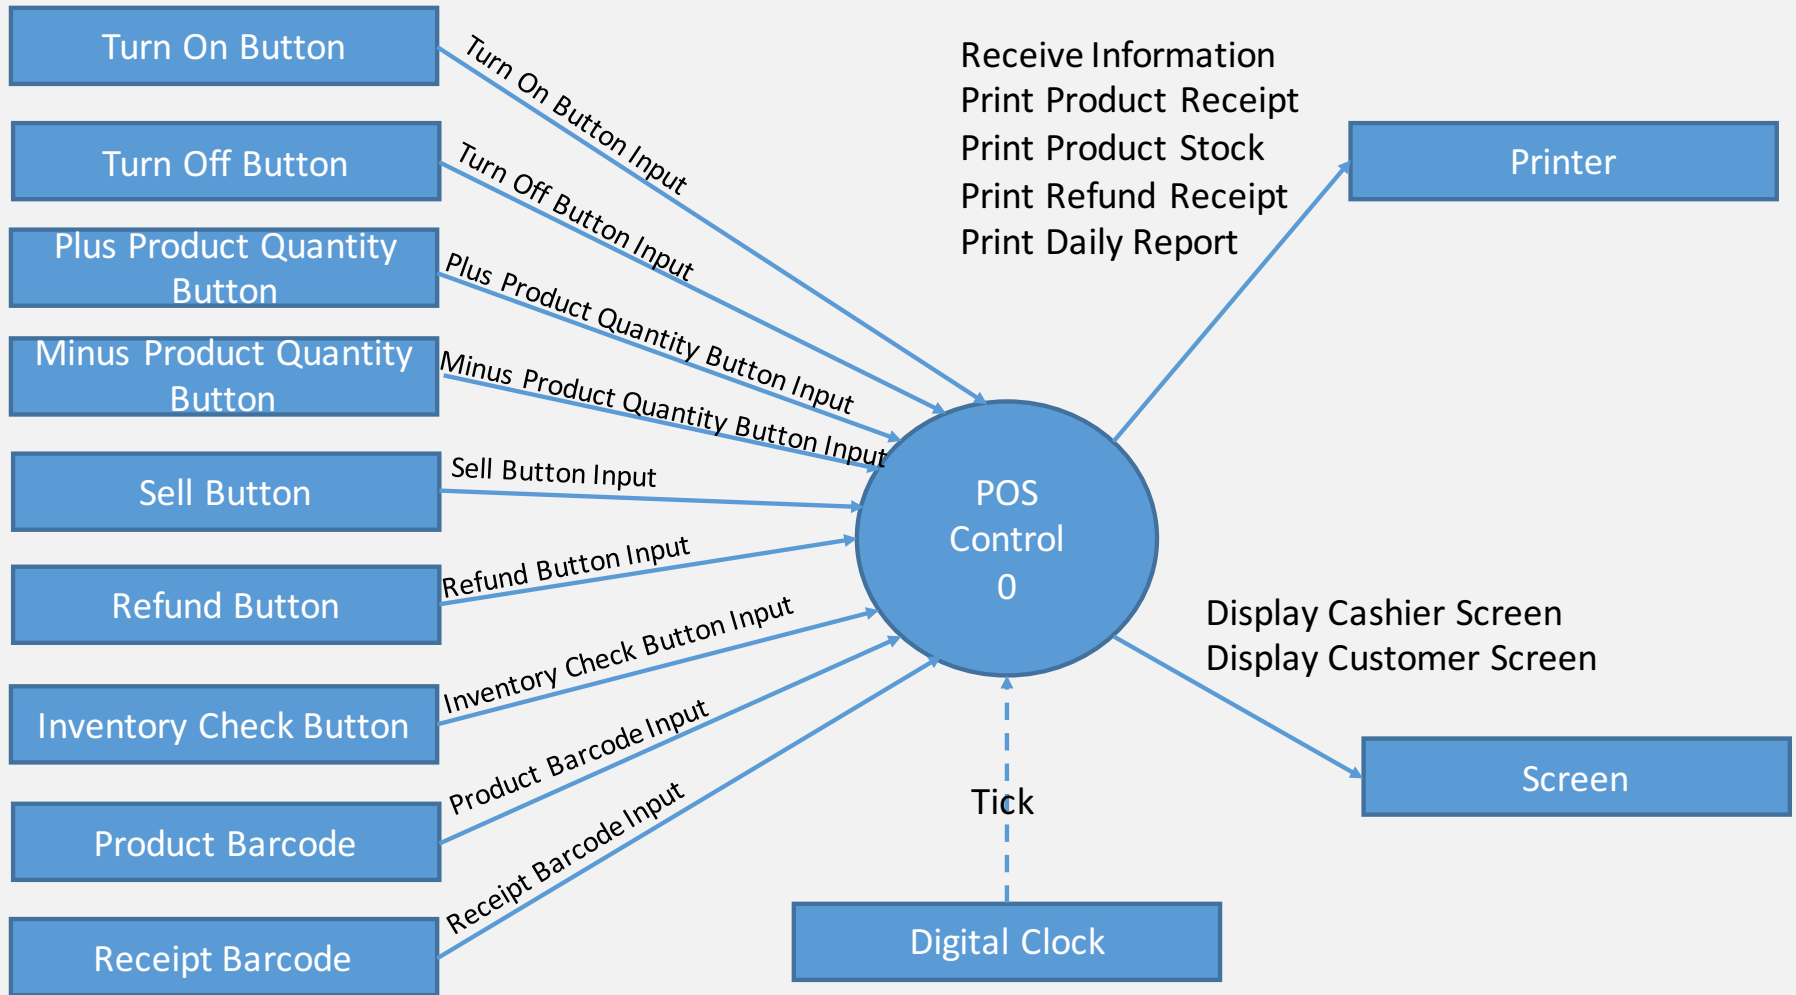 Turn On Button
Turn On Button Input
Turn Off Button
Turn Off Button Input
Plus Product Quantity
Button
Plus Product Quantity Button Input
Minus Product Quantity
Button
Minus Product Quantity Button Input
Sell Button
Sell Button Input
Refund Button
Refund Button Input
Inventory Check Button
Inventory Check Button Input
Product Barcode
Product Barcode Input
Receipt Barcode
Receipt Barcode Input
POS
Control
0
Tick
Digital Clock
Receive Information
Print Product Receipt
Print Product Stock
Print Refund Receipt
Print Daily Report
Printer
Display Cashier Screen
Display Customer Screen
Screen